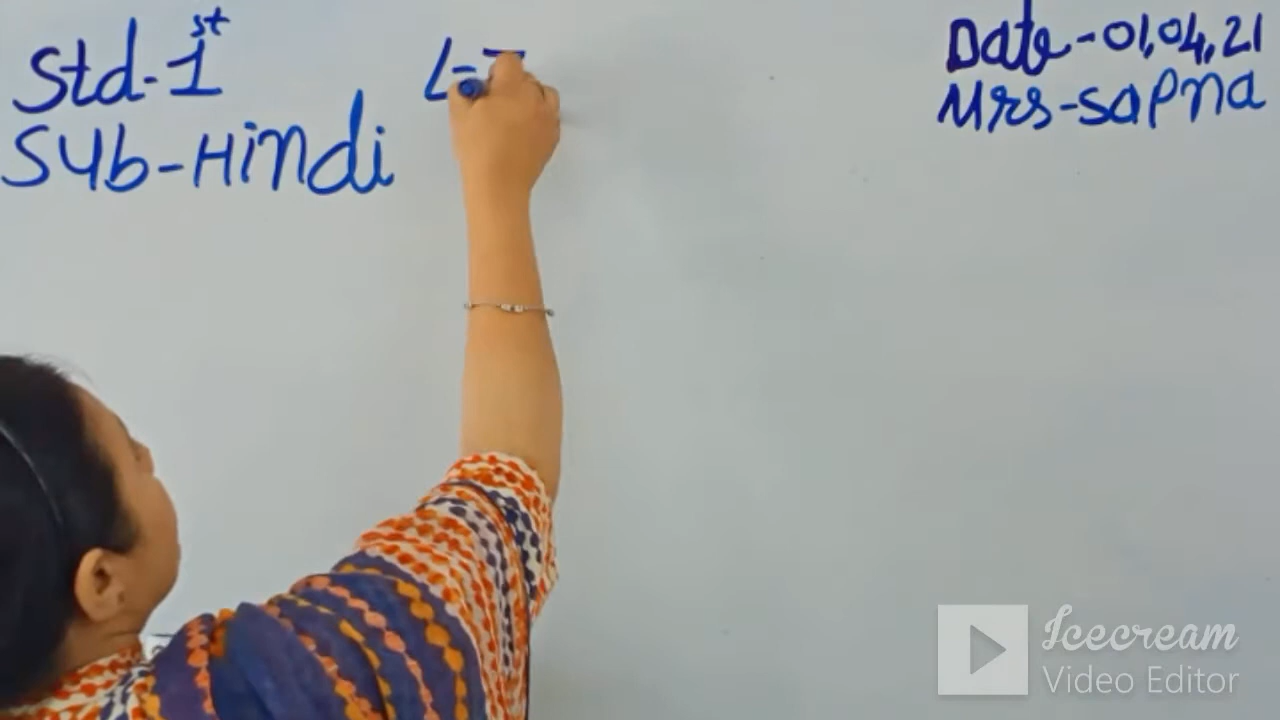 Std-1st
Sub-Hindi
L-
Date-01,04,21
Mrs-Sapna
Icecream
Video Editor